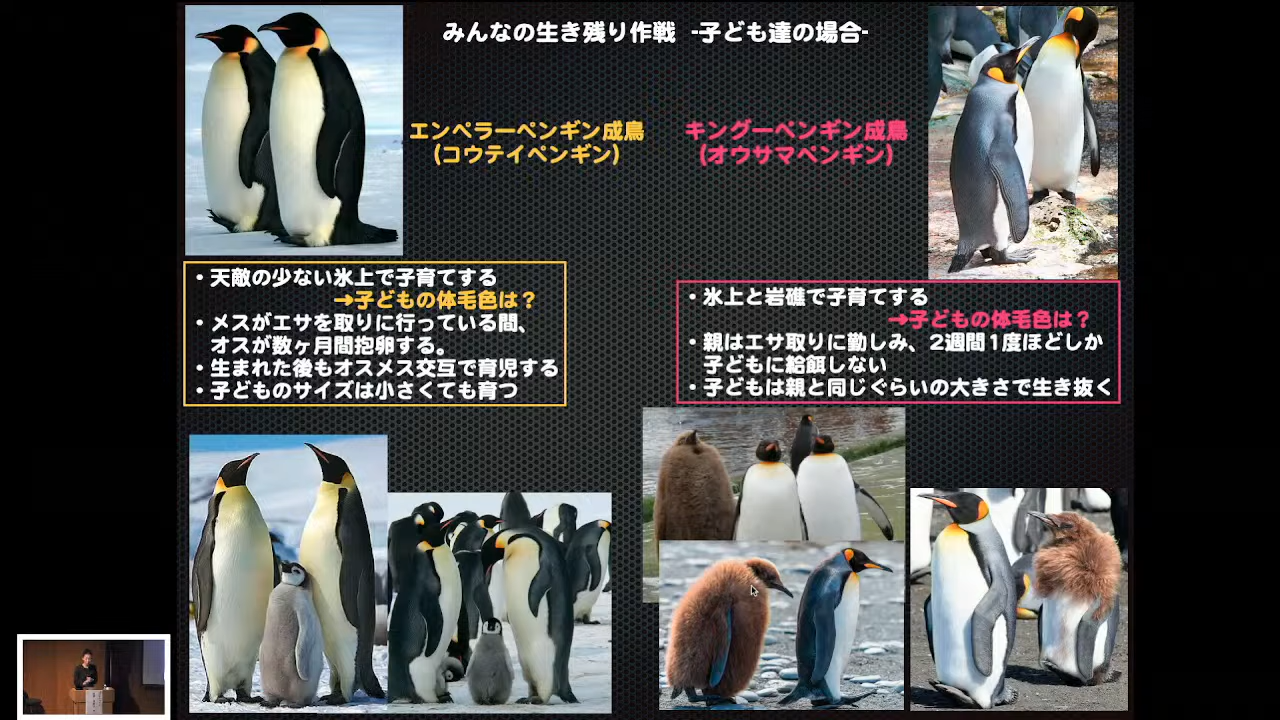 みんなの生き残り作戦 -子ども達の場合-
エンペラーペンギン成鳥
(コウテイペンギン)
キングーペンギン成鳥
(オウサマペンギン)
・天敵の少ない氷上で子育てする
→子どもの体毛色は？
・メスがエサを取りに行っている間、
オスが数ヶ月間抱卵する。
・生まれた後もオスメス交互で育児する
・子どものサイズは小さくても育つ
・氷上と岩礁で子育てする
→子どもの体毛色は？
・親はエサ取りに勤しみ、2週間1度ほどしか
子どもに給餌しない
・子どもは親と同じぐらいの大きさで生き抜く